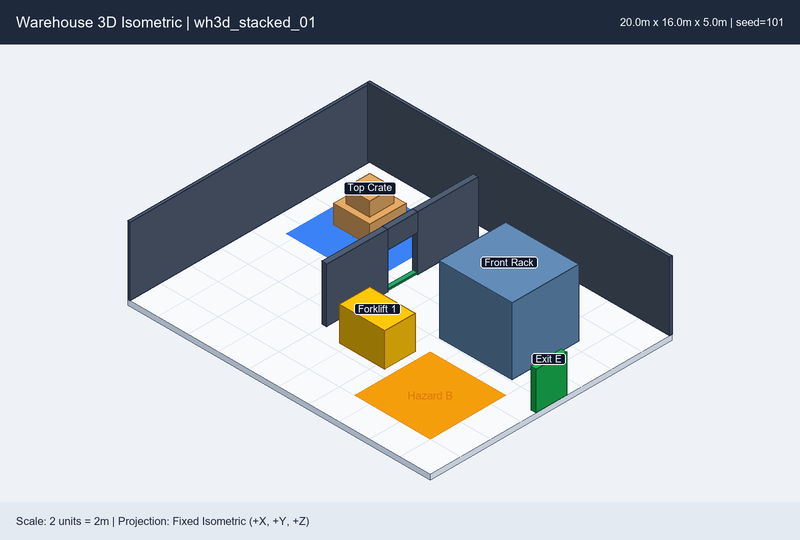 Warehouse 3D Isometric | wh3d_stacked_01
20.0m x 16.0m x 5.0m | seed=101
Top Crate
Front Rack
Forklift 1
Exit E
Hazard B
Scale: 2 units = 2m | Projection: Fixed Isometric (+X, +Y, +Z)